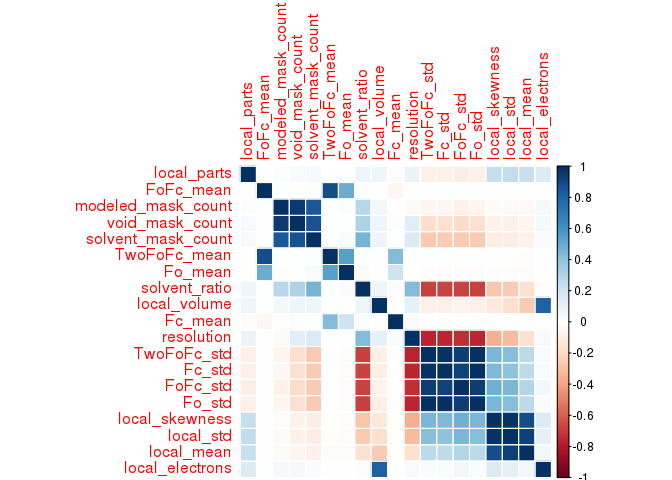 local_parts
FoFc_mean
modeled_mask_count
void_mask_count
solvent_mask_count
TwoFoFc_mean
Fo_mean
solvent_ratio
local_volume
Fc_mean
resolution
TwoFoFc_std
Fc_std
FoFc_std
Fo_std
local_skewness
local_std
local_mean
local_electrons
local_parts
FoFc_mean
modeled_mask_count
void_mask_count
solvent_mask_count
TwoFoFc_mean
Fo_mean
solvent_ratio
local_volume
Fc_mean
resolution
TwoFoFc_std
Fc_std
FoFc_std
Fo_std
local_skewness
local_std
local_mean
local_electrons
1
0.8
0.6
0.4
0.2
0
-0.2
-0.4
-0.6
-0.8
-1